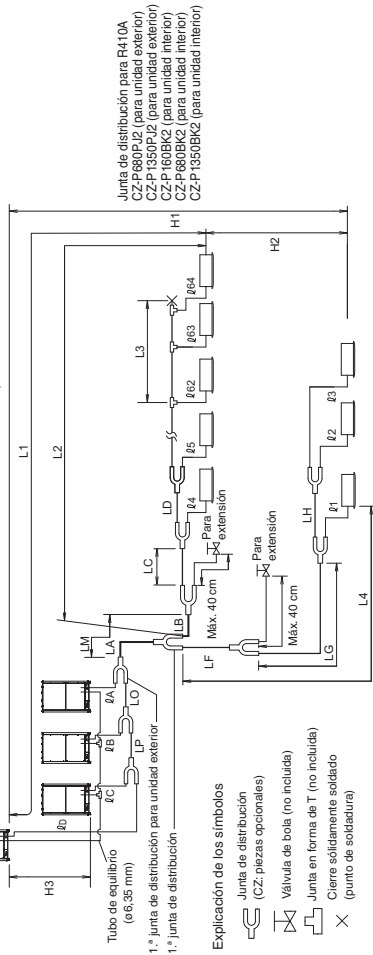 Junta de distribución para R410A
CZ-P680PJ2 (para unidad exterior)
CZ-P1350PJ2 (para unidad exterior)
CZ-P160BK2 (para unidad interior)
CZ-P680BK2 (para unidad interior)
CZ-P1350BK2 (para unidad interior)
L1
H1
L2
H2
L3
ℓ64
ℓ63
ℓ62
ℓ5
ℓ4
LD
LC
Para
extensión
Máx. 40 cm
LB
LM
LA
ℓA
ℓB
ℓC
ℓD
LO
LP
H3
Tubo de equilibrio
(ø6,35 mm)
1.ª junta de distribución para unidad exterior
1.ª junta de distribución
LF
Para
extensión
Máx. 40 cm
LG
LH
ℓ1
ℓ2
ℓ3
L4
Explicación de los símbolos
Junta de distribución
(CZ: piezas opcionales)
Válvula de bola (no incluida)
Junta en forma de T (no incluida)
Cierre sólidamente soldado
(punto de soldadura)